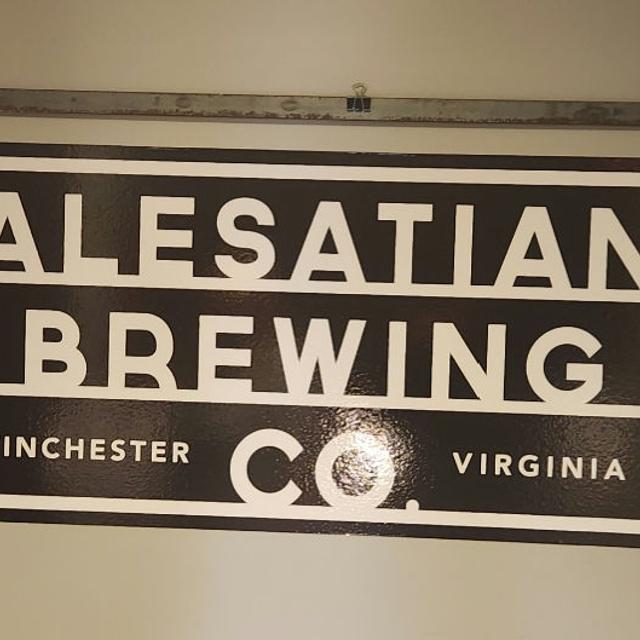 ALESATIAN
BREWING
INCHESTER CO. VIRGINIA